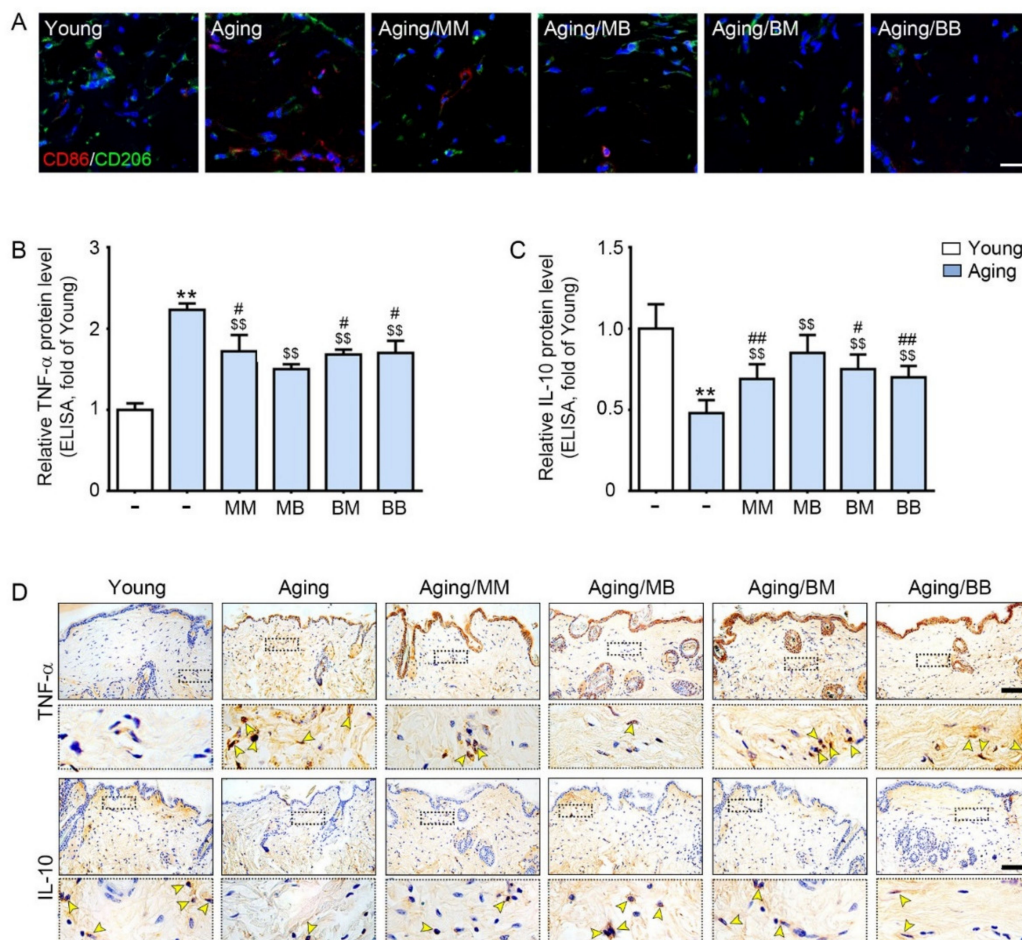 A
Young
Aging
Aging/MM
Aging/MB
Aging/BM
Aging/BB
CD86/CD206
B
Relative TNF-α protein level
(ELISA, fold of Young)
3
2
1
0
**
#
$$
$$
#
$$
#
$$
-
-
MM
MB
BM
BB
C
Relative IL-10 protein level
(ELISA, fold of Young)
1.5
1.0
0.5
0
**
##
$$
$$
#
$$
##
$$
-
-
MM
MB
BM
BB
Young
Aging
D
Young
Aging
Aging/MM
Aging/MB
Aging/BM
Aging/BB
TNF-α
IL-10